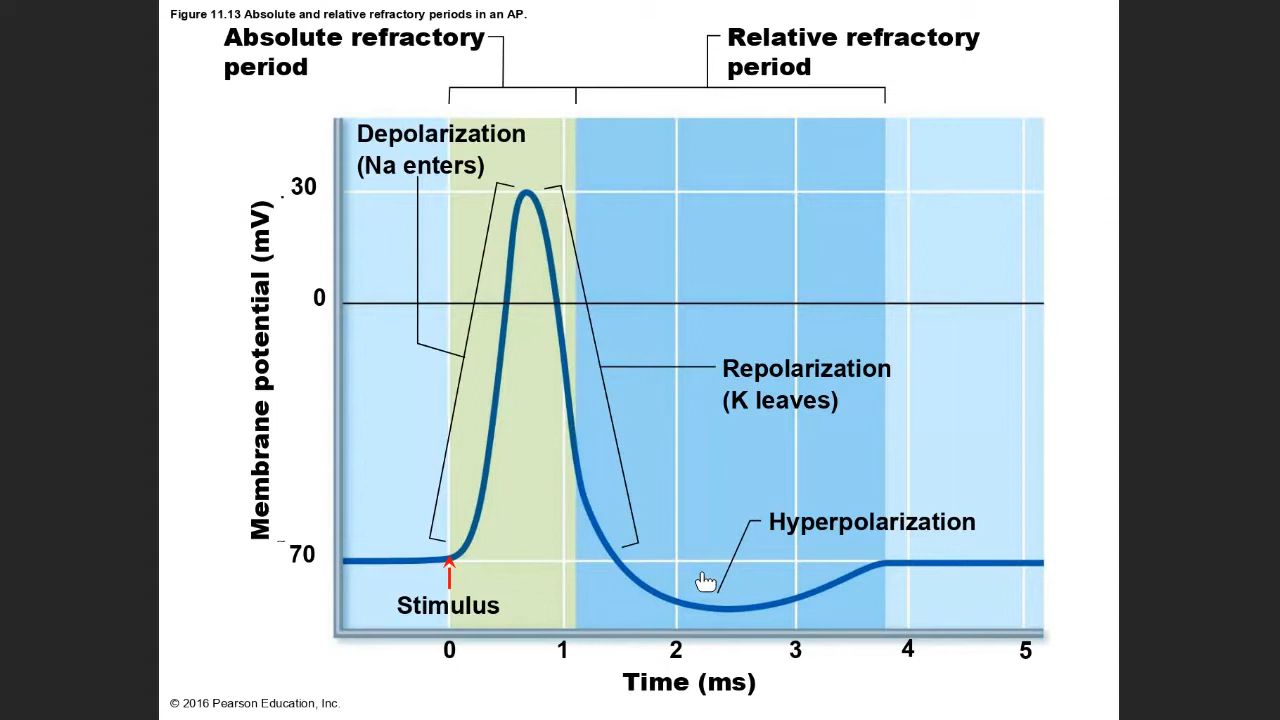 Figure 11.13 Absolute and relative refractory periods in an AP.
Absolute refractory
period
Relative refractory
period
Depolarization
(Na enters)
Membrane potential (mV)
30
0
−70
Repolarization
(K leaves)
Hyperpolarization
Stimulus
0 1 2 3 4 5
Time (ms)
© 2016 Pearson Education, Inc.